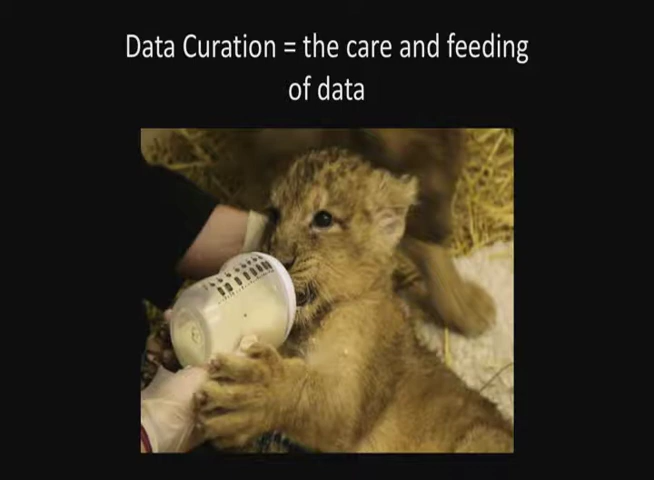 Data Curation = the care and feeding
of data